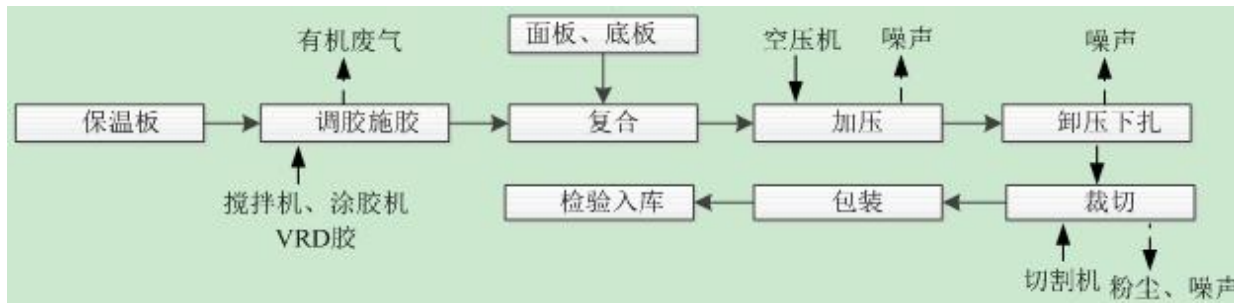 有机废气
面板、底板
空压机
噪声
噪声
保温板
调胶施胶
复合
加压
卸压下扎
搅拌机、涂胶机
VRD胶
检验入库
包装
裁切
切割机
粉尘、噪声